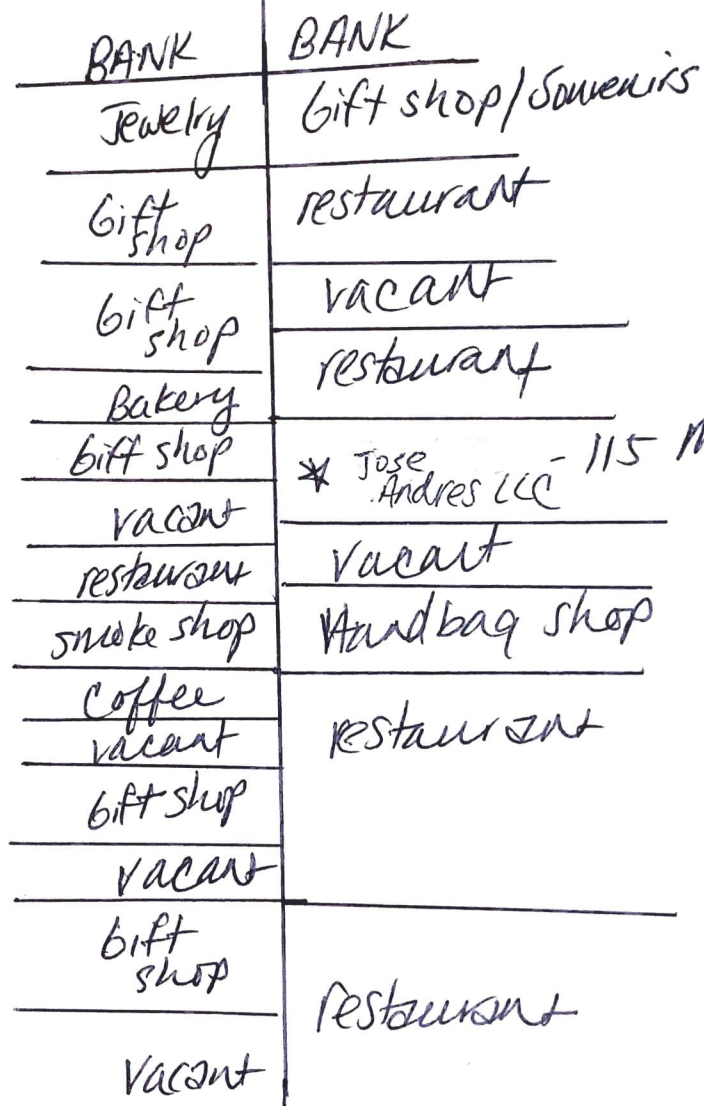 BANK
BANK
Jewelry
Gift shop/Souvenirs
Gift
shop
restaurant
Gift
shop
vacant
Bakery
restaurant
Gift shop
* Jose
Andres LLC - 115
vacant
restaurant
vacant
smoke shop
Handbag shop
Coffee
vacant
restaurant
Gift shop
vacant
Gift
shop
restaurant
vacant